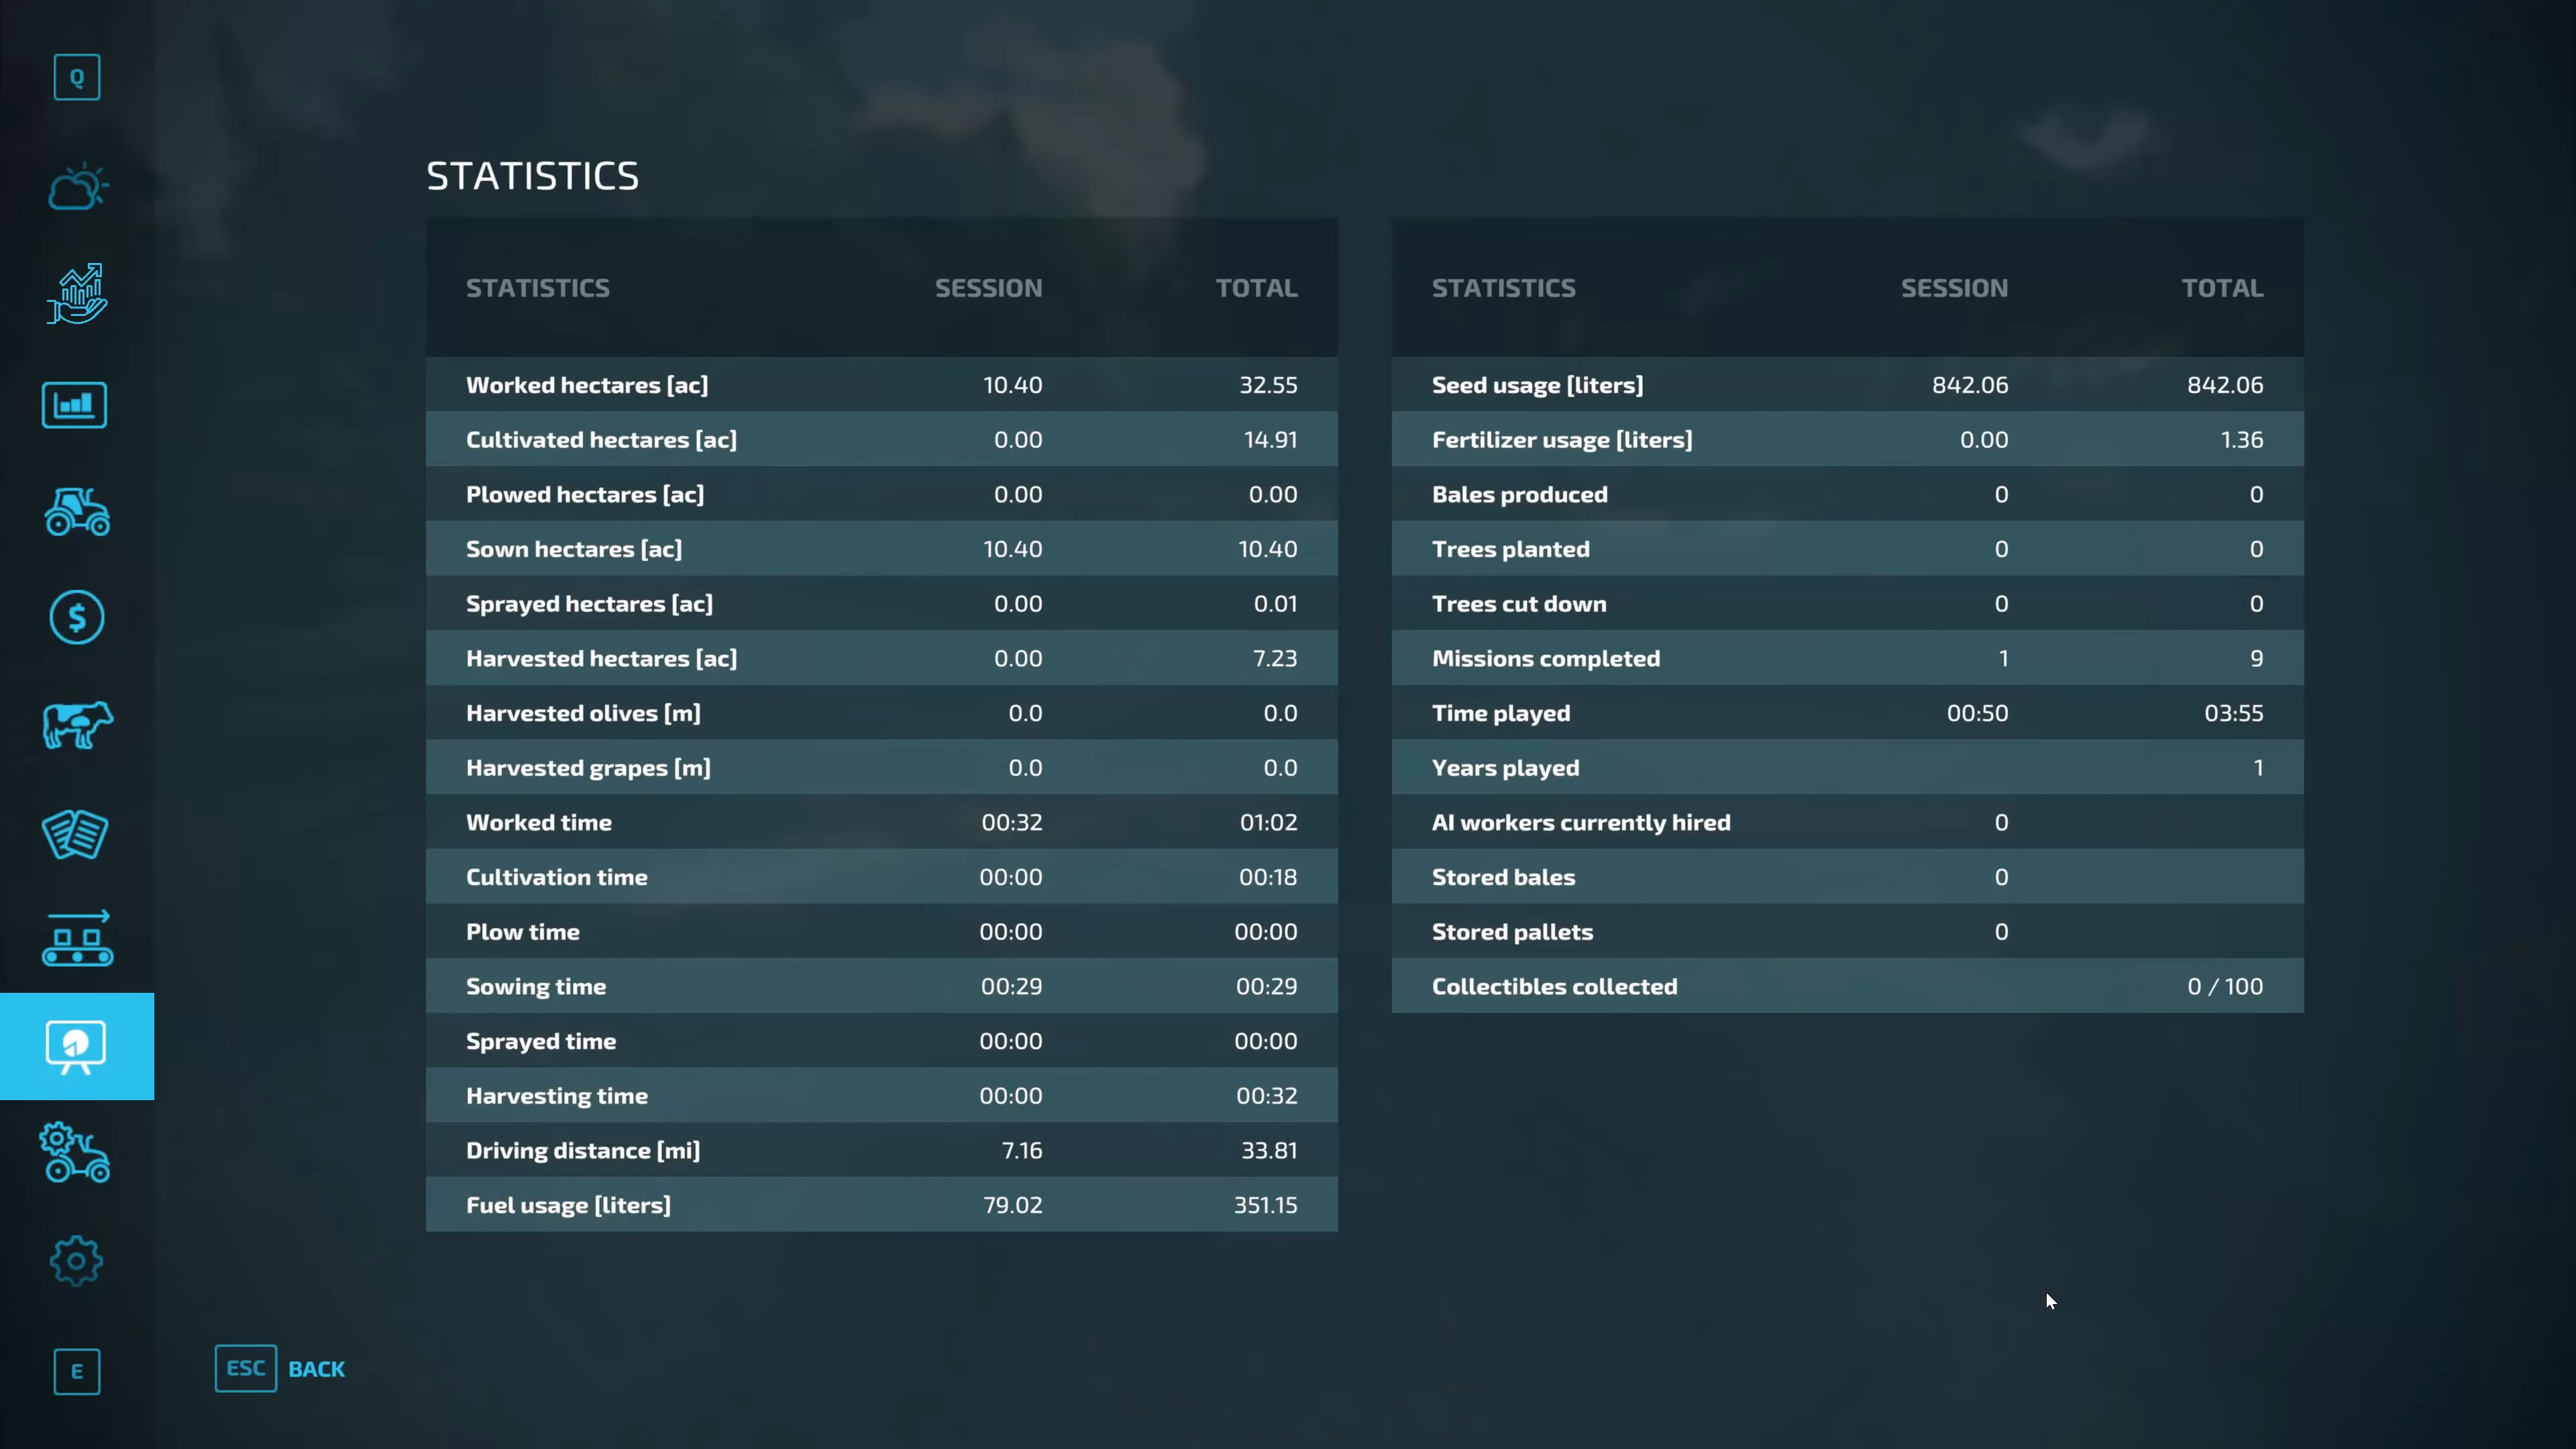 Q
STATISTICS
STATISTICS SESSION TOTAL
Worked hectares [ac] 10.40 32.55
Cultivated hectares [ac] 0.00 14.91
Plowed hectares [ac] 0.00 0.00
Sown hectares [ac] 10.40 10.40
Sprayed hectares [ac] 0.00 0.01
Harvested hectares [ac] 0.00 7.23
Harvested olives [m] 0.0 0.0
Harvested grapes [m] 0.0 0.0
Worked time 00:32 01:02
Cultivation time 00:00 00:18
Plow time 00:00 00:00
Sowing time 00:29 00:29
Sprayed time 00:00 00:00
Harvesting time 00:00 00:32
Driving distance [mi] 7.16 33.81
Fuel usage [liters] 79.02 351.15
STATISTICS SESSION TOTAL
Seed usage [liters] 842.06 842.06
Fertilizer usage [liters] 0.00 1.36
Bales produced 0 0
Trees planted 0 0
Trees cut down 0 0
Missions completed 1 9
Time played 00:50 03:55
Years played 1
AI workers currently hired 0
Stored bales 0
Stored pallets 0
Collectibles collected 0 / 100
E
ESC BACK